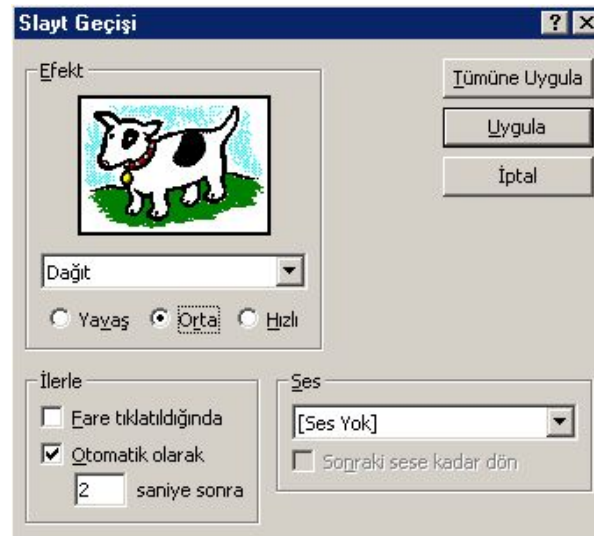 Slayt Geçişi
Efekt
Dağıt
Yavaş Orta Hızlı
Tümüne Uygula
Uygula
İptal
İlerle
Fare tıklatıldığında
Otomatik olarak
2 saniye sonra
Ses
[Ses Yok]
Sonraki sese kadar dön